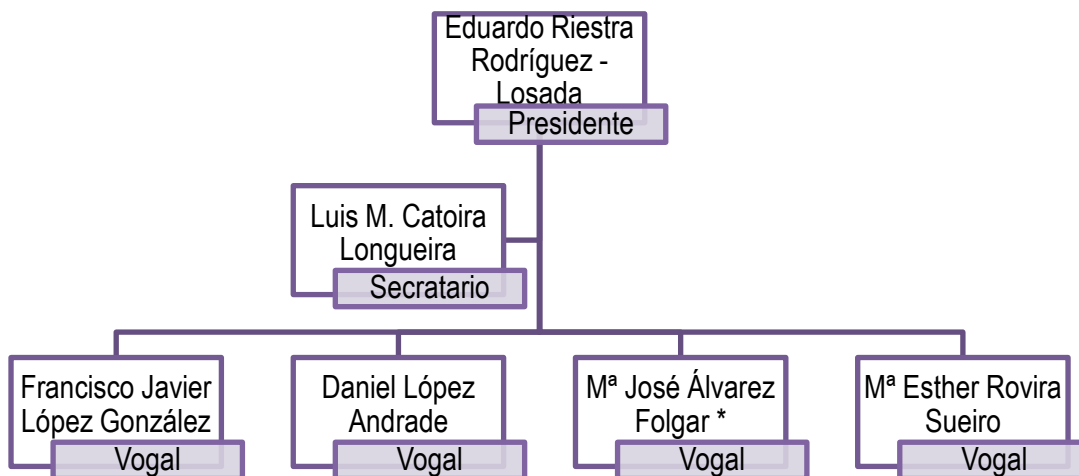 Eduardo Riestra
Rodríguez -
Losada
Presidente
Luis M. Catoira
Longueira
Secratario
Francisco Javier
López González
Vogal
Daniel López
Andrade
Vogal
Mª José Álvarez
Folgar *
Vogal
Mª Esther Rovira
Sueiro
Vogal